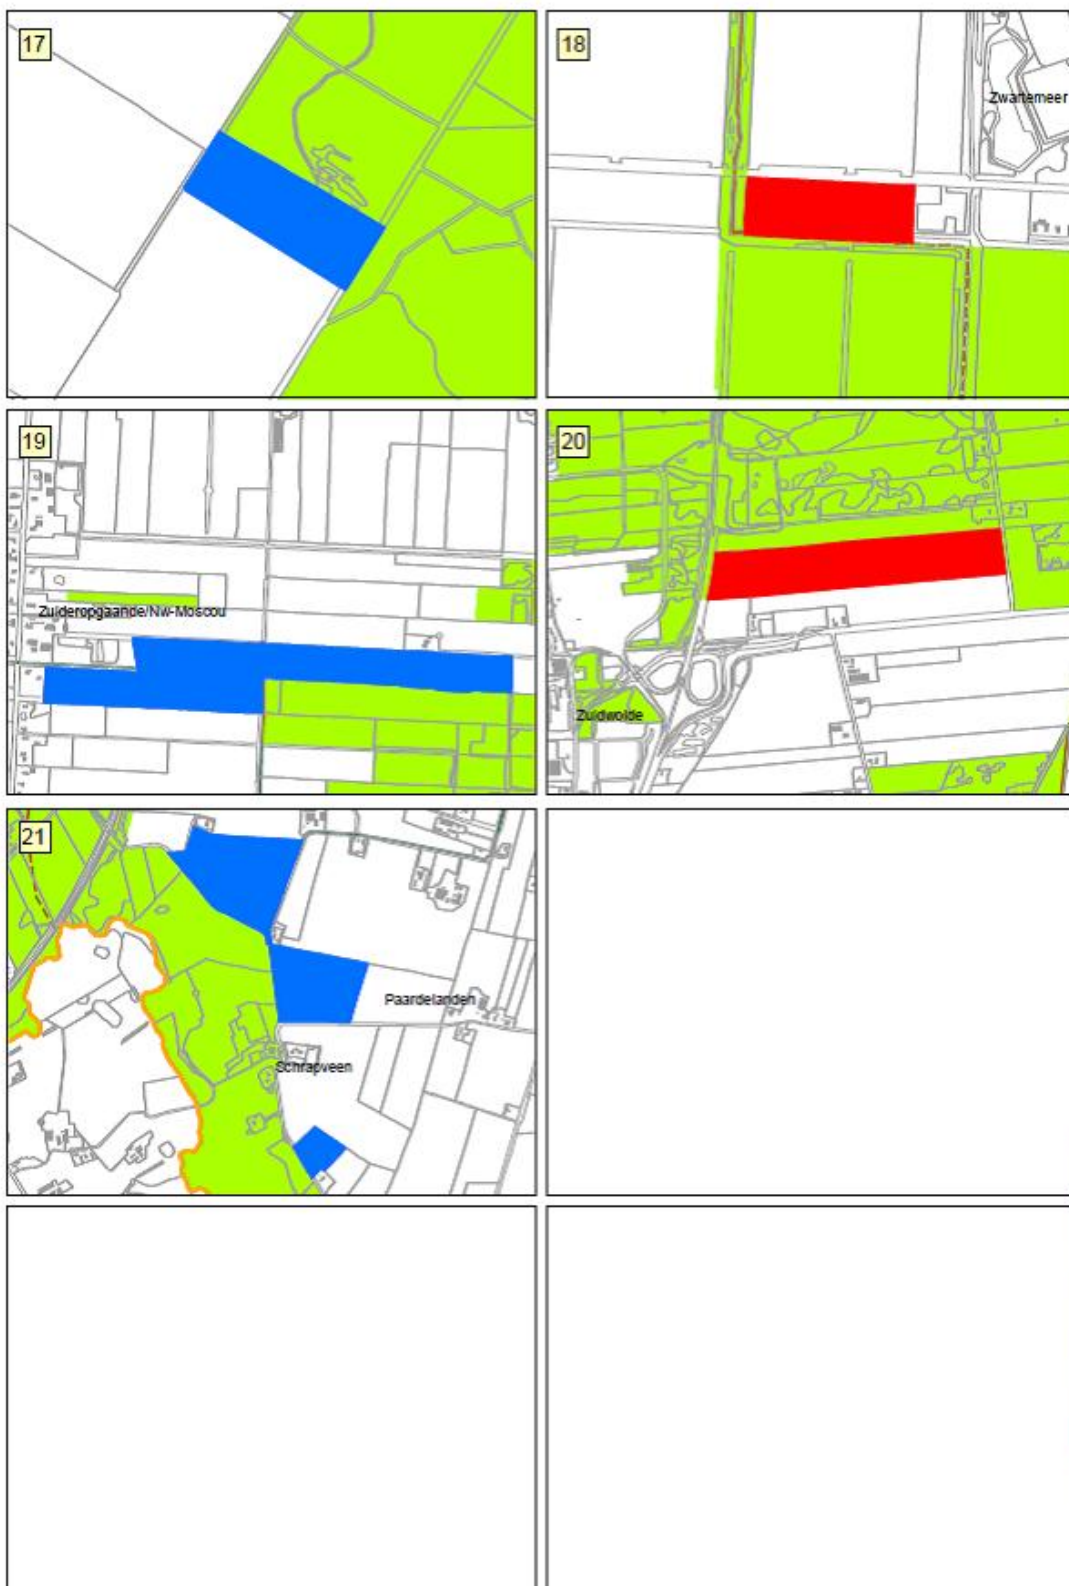 17
18
Zwartemeer
19
Zuideropgaande/Nw-Moscou
20
Zuidwolde
21
Paardelanden
Schrapveen